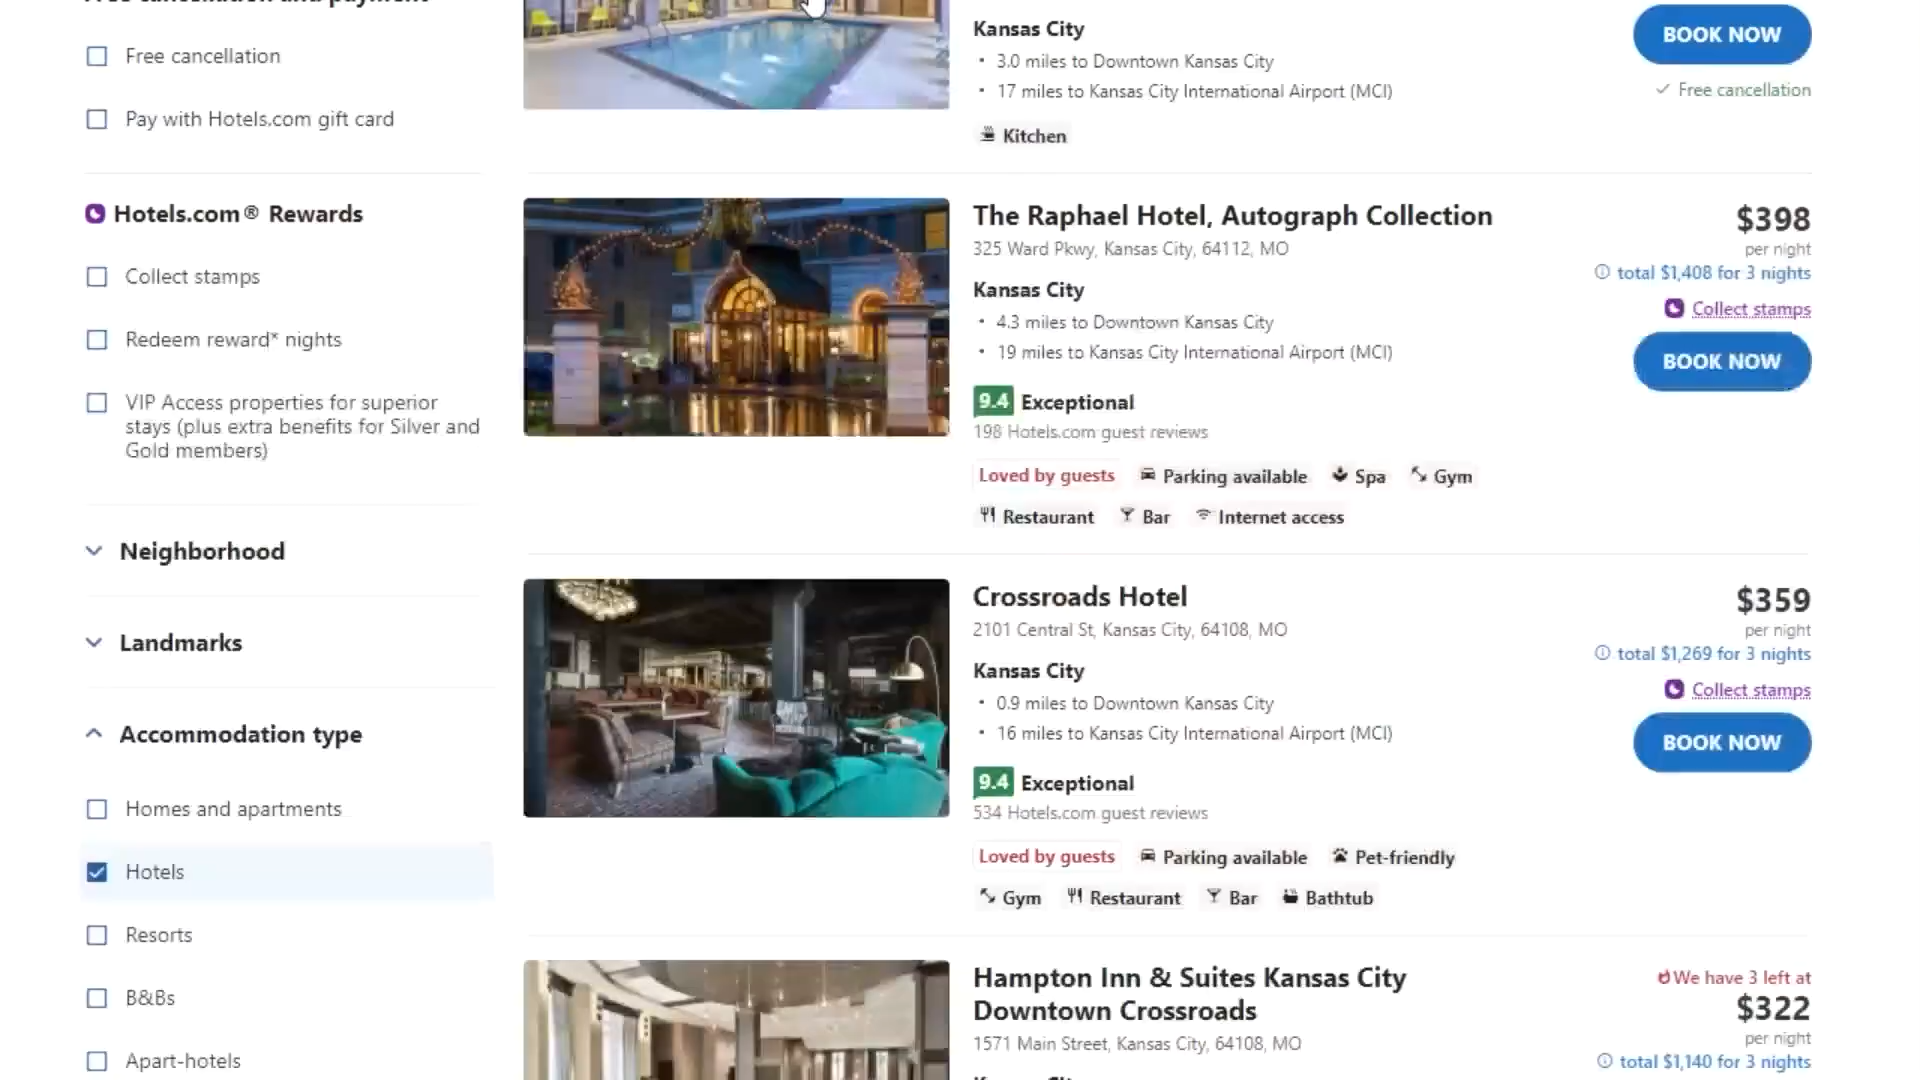 Free cancellation and payment
Free cancellation
Pay with Hotels.com gift card
Hotels.com® Rewards
Collect stamps
Redeem reward* nights
VIP Access properties for superior
stays (plus extra benefits for Silver and
Gold members)
Neighborhood
Landmarks
Accommodation type
Homes and apartments
Hotels
Resorts
B&Bs
Apart-hotels
Kansas City
• 3.0 miles to Downtown Kansas City
• 17 miles to Kansas City International Airport (MCI)
Kitchen
BOOK NOW
Free cancellation
The Raphael Hotel, Autograph Collection
325 Ward Pkwy, Kansas City, 64112, MO
Kansas City
• 4.3 miles to Downtown Kansas City
• 19 miles to Kansas City International Airport (MCI)
9.4 Exceptional
198 Hotels.com guest reviews
Loved by guests Parking available Spa Gym
Restaurant Bar Internet access
$398
per night
total $1,408 for 3 nights
Collect stamps
BOOK NOW
Crossroads Hotel
2101 Central St, Kansas City, 64108, MO
Kansas City
• 0.9 miles to Downtown Kansas City
• 16 miles to Kansas City International Airport (MCI)
9.4 Exceptional
534 Hotels.com guest reviews
Loved by guests Parking available Pet-friendly
Gym Restaurant Bar Bathtub
$359
per night
total $1,269 for 3 nights
Collect stamps
BOOK NOW
Hampton Inn & Suites Kansas City
Downtown Crossroads
1571 Main Street, Kansas City, 64108, MO
Kansas City
We have 3 left at
$322
per night
total $1,140 for 3 nights